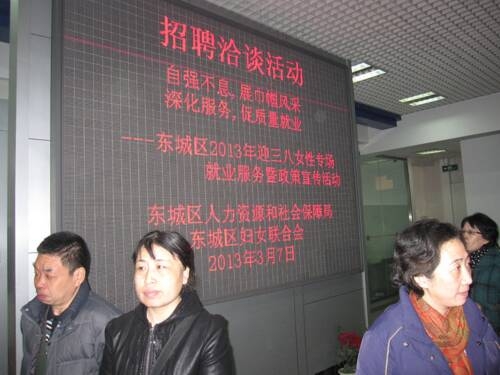 招聘洽谈活动
自强不息,展巾帼风采
深化服务,促质量就业
---东城区2013年迎三八女性专场
就业服务暨政策宣传活动
东城区人力资源和社会保障局
东城区妇女联合会
2013年3月7日